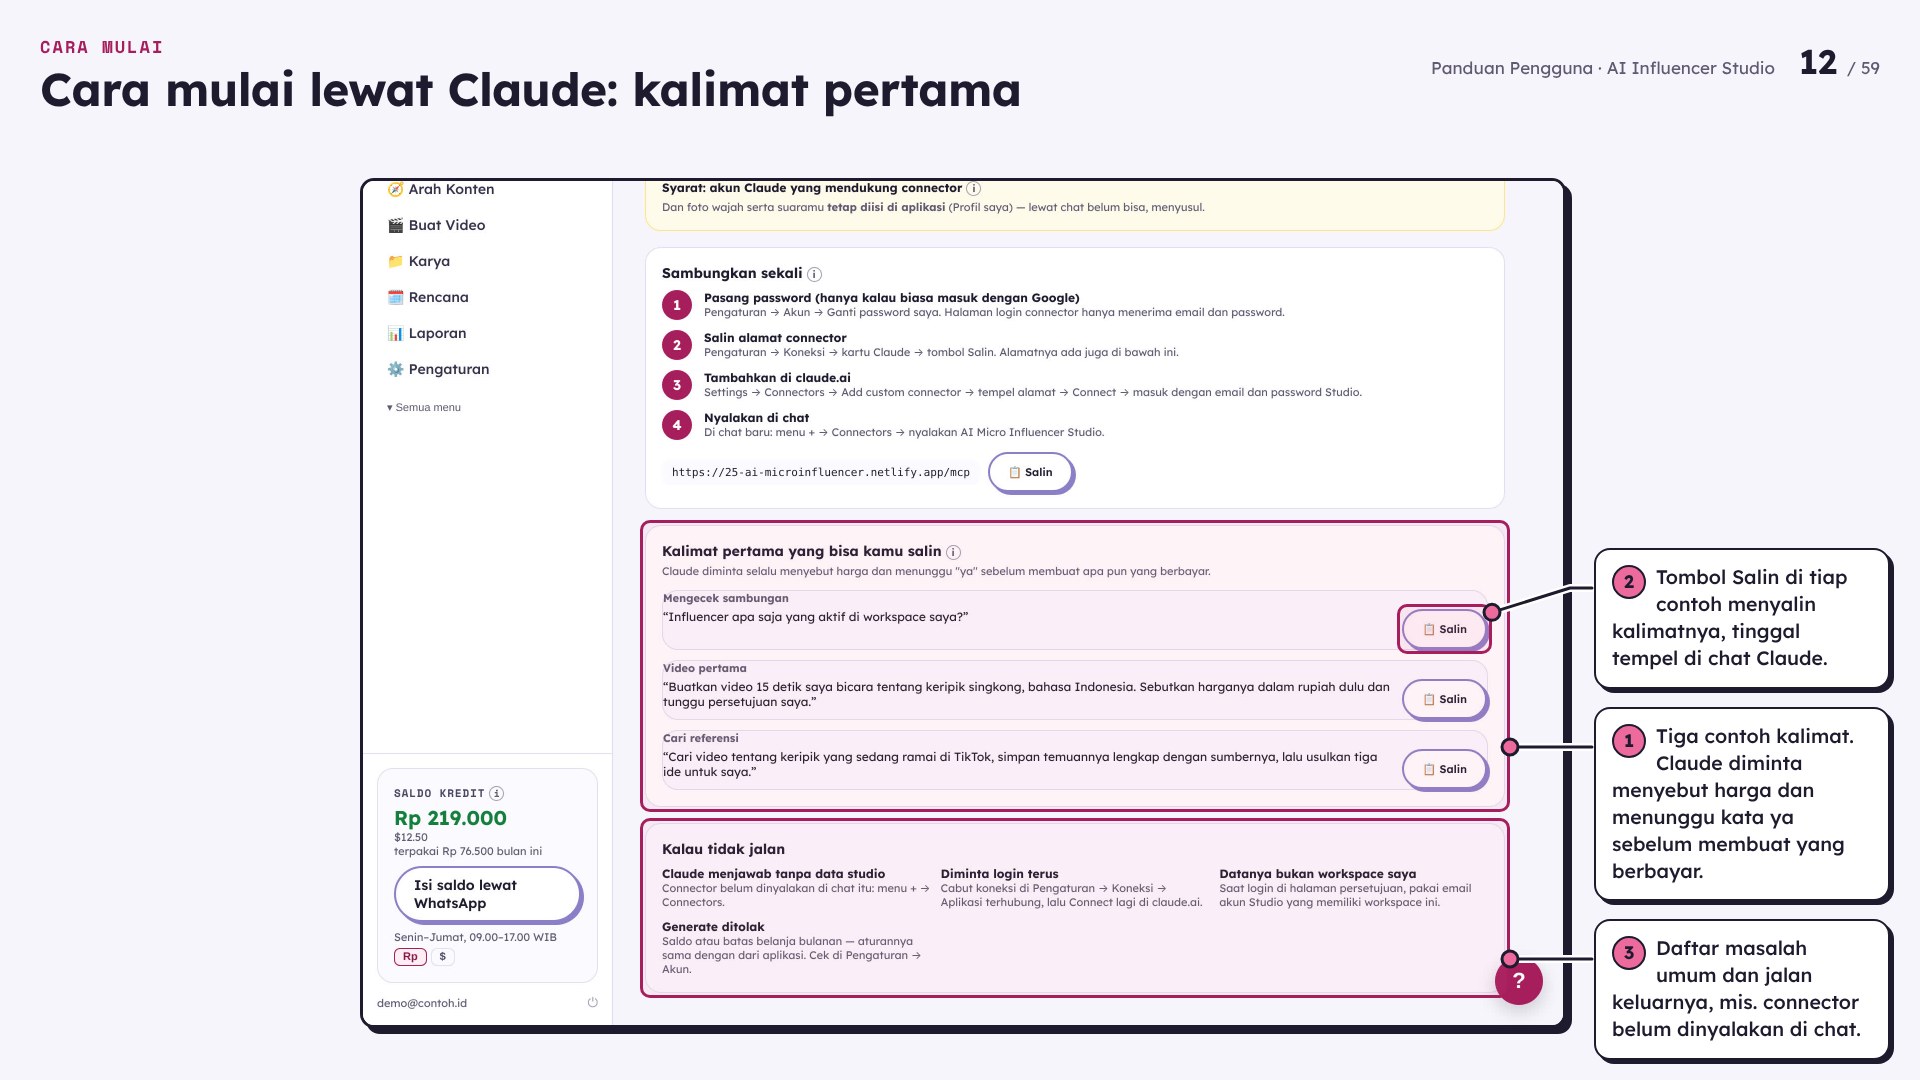 CARA MULAI
Cara mulai lewat Claude: kalimat pertama
Panduan Pengguna · AI Influencer Studio 12 / 59
🧭 Arah Konten
🎬 Buat Video
📁 Karya
🗓️ Rencana
📊 Laporan
⚙️ Pengaturan
▾ Semua menu
SALDO KREDIT ⓘ
Rp 219.000
$12.50
terpakai Rp 76.500 bulan ini
Isi saldo lewat
WhatsApp
Senin–Jumat, 09.00–17.00 WIB
Rp $
demo@contoh.id
Syarat: akun Claude yang mendukung connector ⓘ
Dan foto wajah serta suaramu tetap diisi di aplikasi (Profil saya) — lewat chat belum bisa, menyusul.
Sambungkan sekali ⓘ
1 Pasang password (hanya kalau biasa masuk dengan Google)
Pengaturan → Akun → Ganti password saya. Halaman login connector hanya menerima email dan password.
2 Salin alamat connector
Pengaturan → Koneksi → kartu Claude → tombol Salin. Alamatnya ada juga di bawah ini.
3 Tambahkan di claude.ai
Settings → Connectors → Add custom connector → tempel alamat → Connect → masuk dengan email dan password Studio.
4 Nyalakan di chat
Di chat baru: menu + → Connectors → nyalakan AI Micro Influencer Studio.
https://25-ai-microinfluencer.netlify.app/mcp 📋 Salin
Kalimat pertama yang bisa kamu salin ⓘ
Claude diminta selalu menyebut harga dan menunggu "ya" sebelum membuat apa pun yang berbayar.
Mengecek sambungan
“Influencer apa saja yang aktif di workspace saya?”
📋 Salin
Video pertama
“Buatkan video 15 detik saya bicara tentang keripik singkong, bahasa Indonesia. Sebutkan harganya dalam rupiah dulu dan
tunggu persetujuan saya.”
📋 Salin
Cari referensi
“Cari video tentang keripik yang sedang ramai di TikTok, simpan temuannya lengkap dengan sumbernya, lalu usulkan tiga
ide untuk saya.”
📋 Salin
Kalau tidak jalan
Claude menjawab tanpa data studio
Connector belum dinyalakan di chat itu: menu + →
Connectors.
Diminta login terus
Cabut koneksi di Pengaturan → Koneksi →
Aplikasi terhubung, lalu Connect lagi di claude.ai.
Datanya bukan workspace saya
Saat login di halaman persetujuan, pakai email
akun Studio yang memiliki workspace ini.
Generate ditolak
Saldo atau batas belanja bulanan — aturannya
sama dengan dari aplikasi. Cek di Pengaturan →
Akun.
?
2 Tombol Salin di tiap
contoh menyalin
kalimatnya, tinggal
tempel di chat Claude.
1 Tiga contoh kalimat.
Claude diminta
menyebut harga dan
menunggu kata ya
sebelum membuat yang
berbayar.
3 Daftar masalah
umum dan jalan
keluarnya, mis. connector
belum dinyalakan di chat.